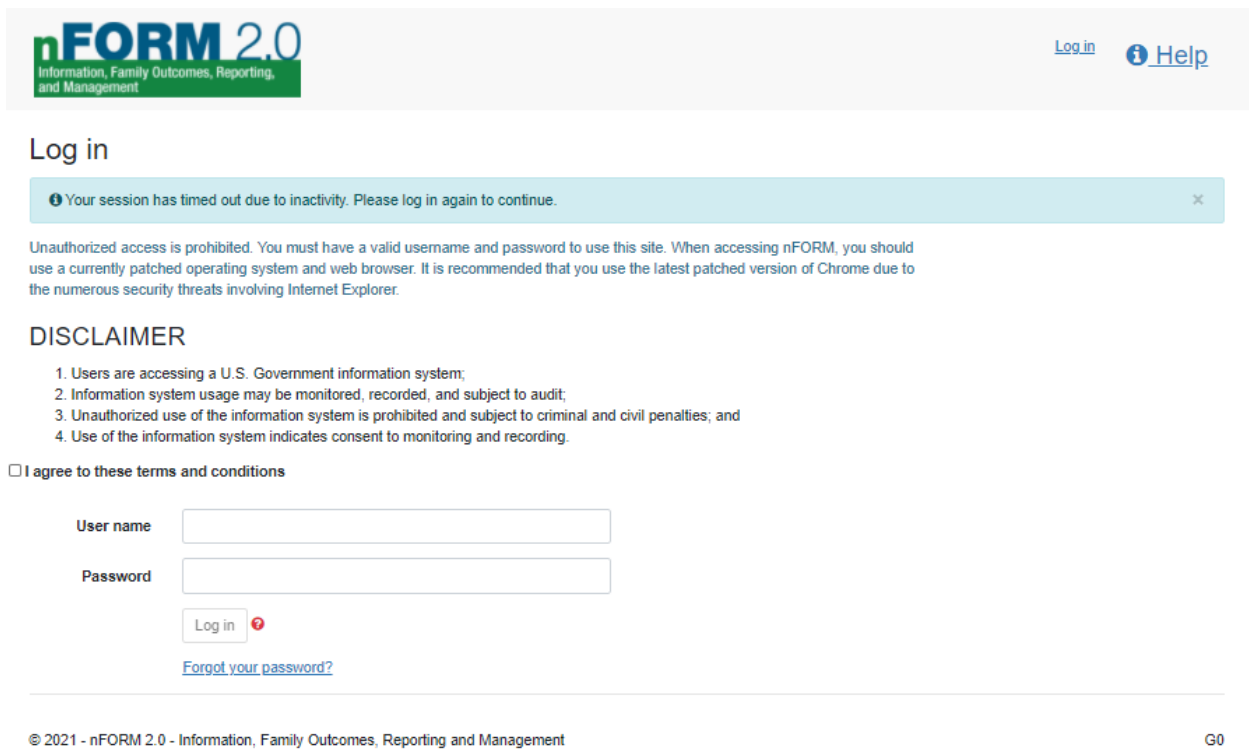 nFORM 2.0
Information, Family Outcomes, Reporting,
and Management
Log in
Help
Log in
Your session has timed out due to inactivity. Please log in again to continue.
×
Unauthorized access is prohibited. You must have a valid username and password to use this site. When accessing nFORM, you should
use a currently patched operating system and web browser. It is recommended that you use the latest patched version of Chrome due to
the numerous security threats involving Internet Explorer.
DISCLAIMER
1. Users are accessing a U.S. Government information system;
2. Information system usage may be monitored, recorded, and subject to audit;
3. Unauthorized use of the information system is prohibited and subject to criminal and civil penalties; and
4. Use of the information system indicates consent to monitoring and recording.
I agree to these terms and conditions
User name
Password
Log in
Forgot your password?
© 2021 - nFORM 2.0 - Information, Family Outcomes, Reporting and Management
G0